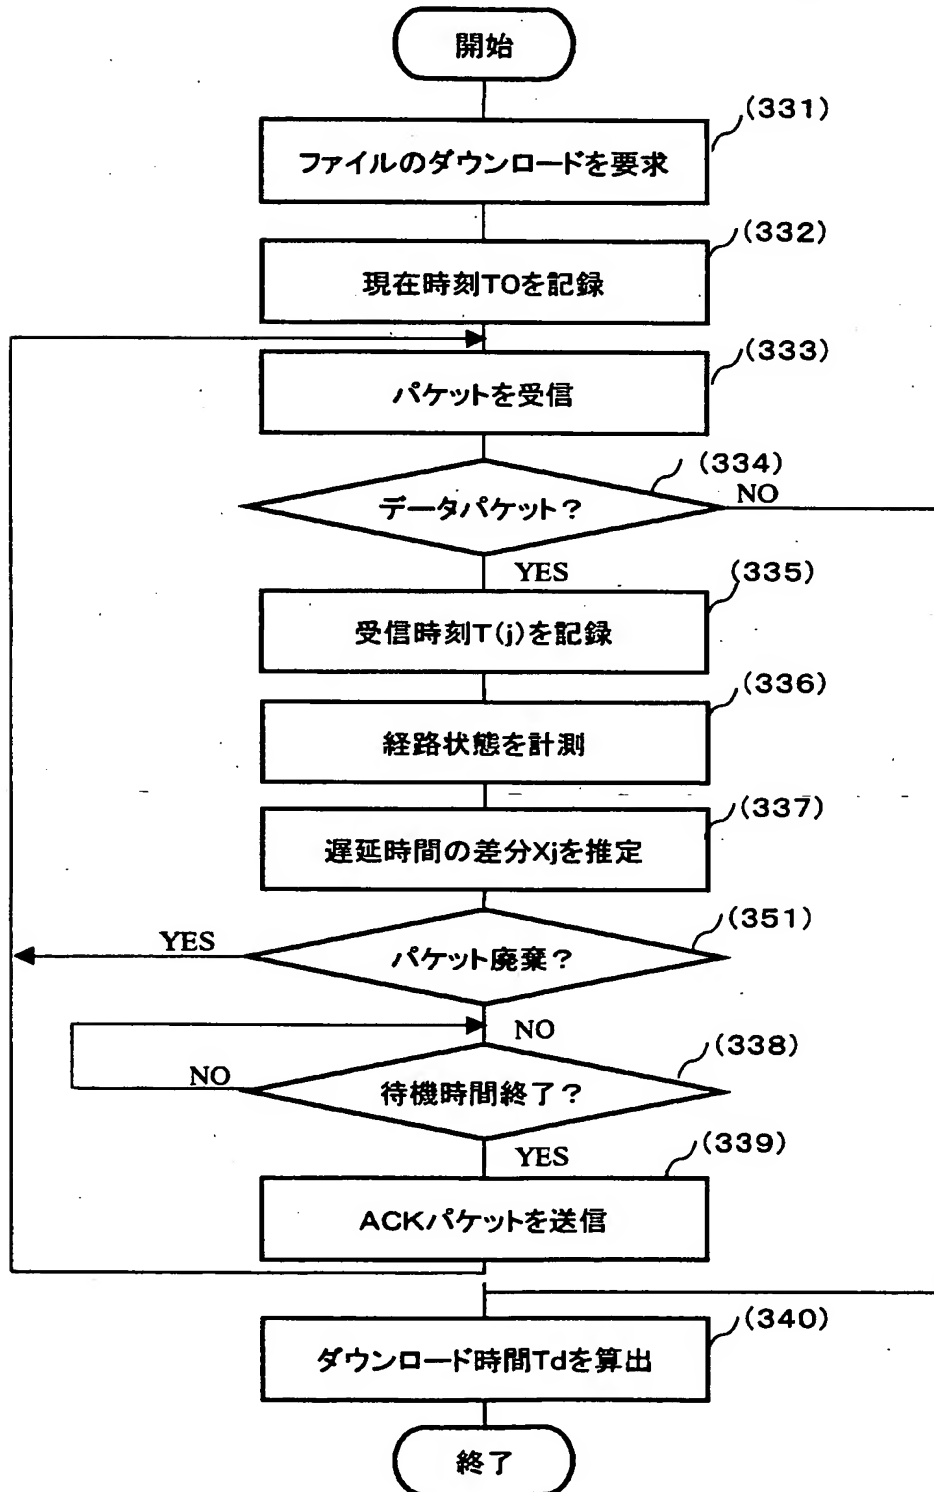 開始
(331)
ファイルのダウンロードを要求
(332)
現在時刻T0を記録
(333)
パケットを受信
(334)
データパケット?
NO
YES
(335)
受信時刻T(j)を記録
(336)
経路状態を計測
(337)
遅延時間の差分Xjを推定
(351)
YES
パケット廃棄?
NO
(338)
NO
待機時間終了?
YES
(339)
ACKパケットを送信
(340)
ダウンロード時間Tdを算出
終了